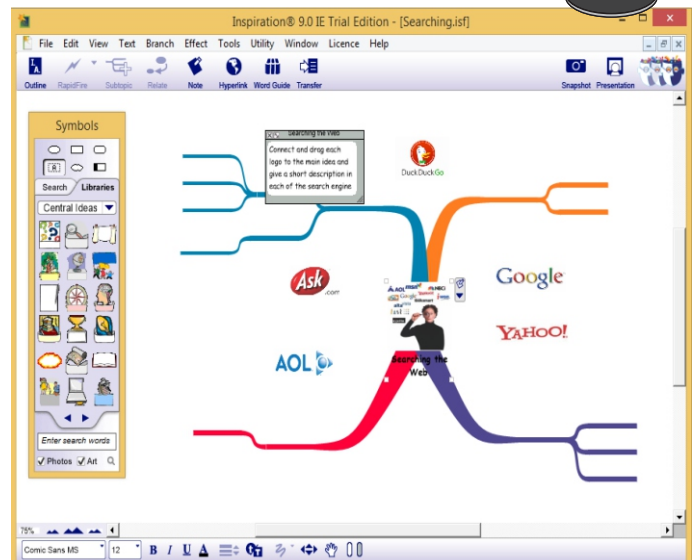 Inspiration® 9.0 IE Trial Edition - [Searching.isf]
File Edit View Text Branch Effect Tools Utility Window Licence Help
Outline RapidFire Subtopic Relate Note Hyperlink Word Guide Transfer Snapshot Presentation
Symbols
Search Libraries
Central Ideas
Enter search words
Photos Art
Searching the Web
Connect and drag each
logo to the main idea and
give a short description in
each of the search engine
DuckDuckGo
Ask
.com
Google
YAHOO!
AOL
AOL
Google
Searching the
Web
75%
Comic Sans MS 12 B I U A